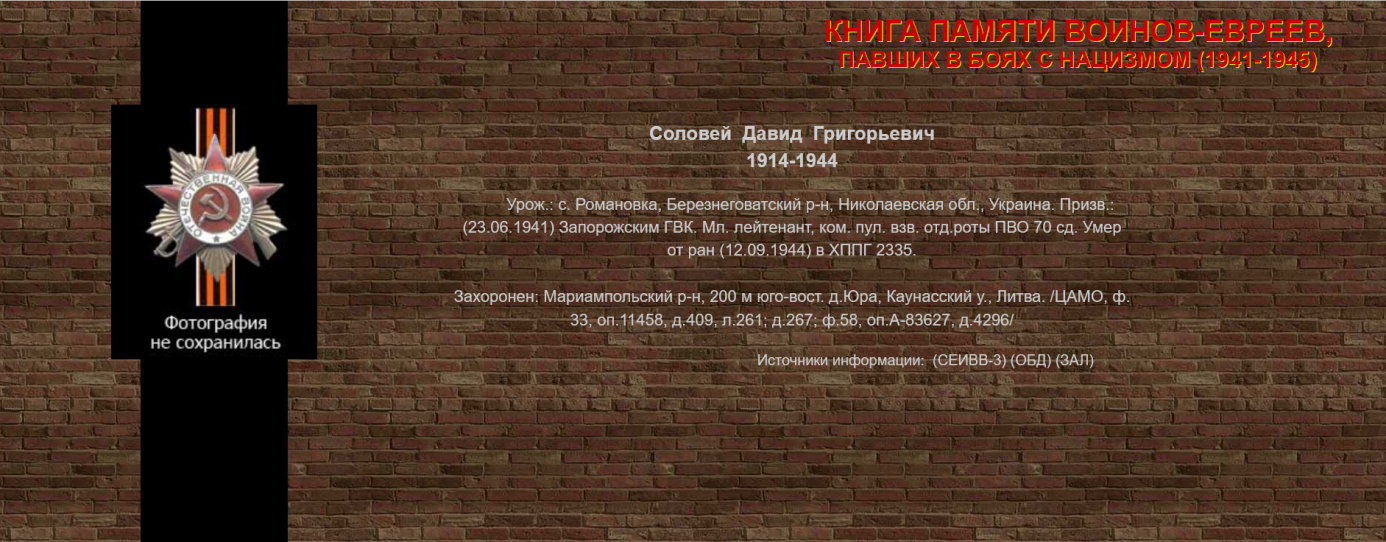 КНИГА ПАМЯТИ ВОИНОВ-ЕВРЕЕВ,
ПАВШИХ В БОЯХ С НАЦИЗМОМ (1941-1945)
ОТЕЧЕСТВЕННАЯ ВОЙНА
Фотография
не сохранилась
Соловей Давид Григорьевич
1914-1944
Урож.: с. Романовка, Березнеговатский р-н, Николаевская обл., Украина. Призв.:
(23.06.1941) Запорожским ГВК. Мл. лейтенант, ком. пул. взв. отд.роты ПВО 70 сд. Умер
от ран (12.09.1944) в ХППГ 2335.
Захоронен: Мариампольский р-н, 200 м юго-вост. д.Юра, Каунасский у., Литва. /ЦАМО, ф.
33, оп.11458, д.409, л.261; д.267; ф.58, оп.А-83627, д.4296/
Источники информации: (СЕИВВ-3) (ОБД) (ЗАЛ)